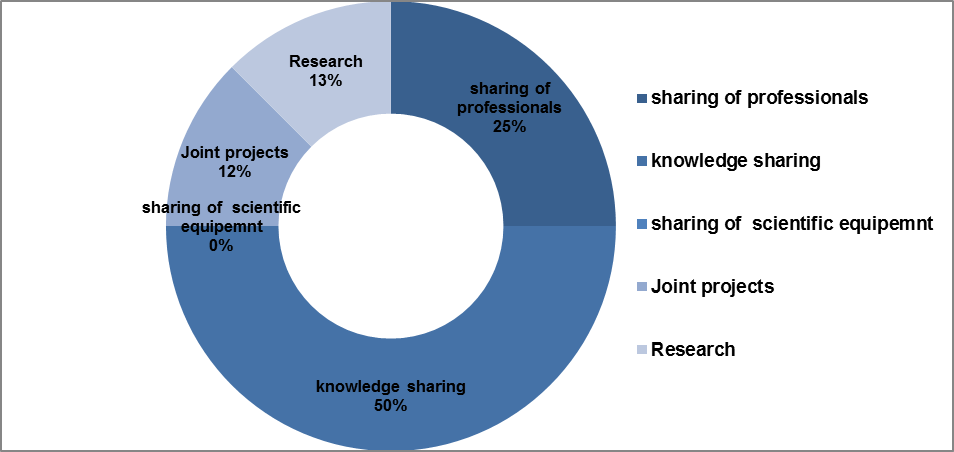 Research
13%
sharing of
professionals
25%
Joint projects
12%
sharing of  scientific
equipemnt
0%
knowledge sharing
50%
sharing of professionals
knowledge sharing
sharing of  scientific equipemnt
Joint projects
Research